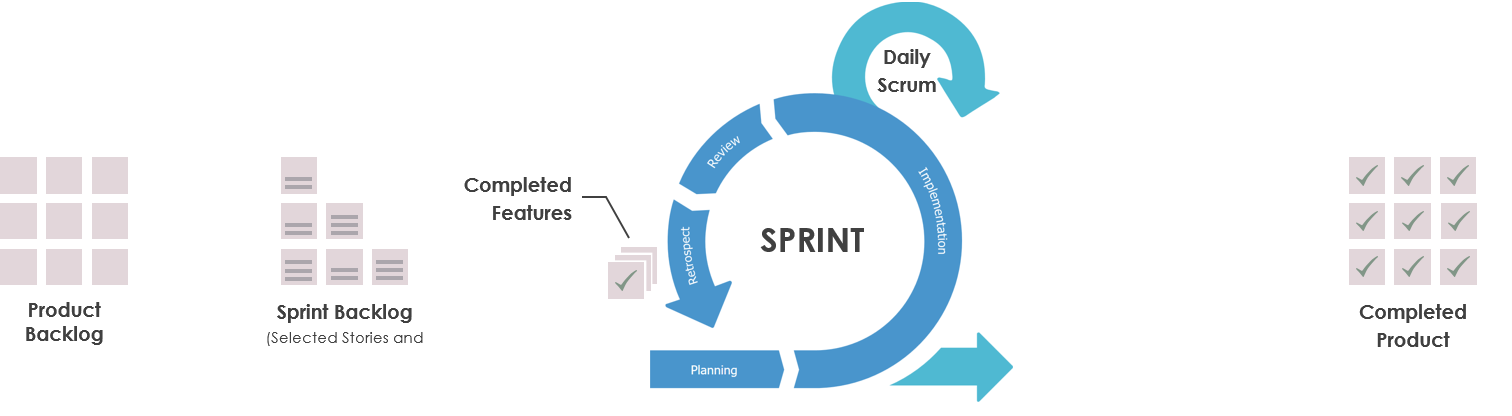 Daily
Scrum
Review
Implementation
Completed
Features
SPRINT
Retrospect
Product
Backlog
Sprint Backlog
(Selected Stories and
Completed
Product
Planning